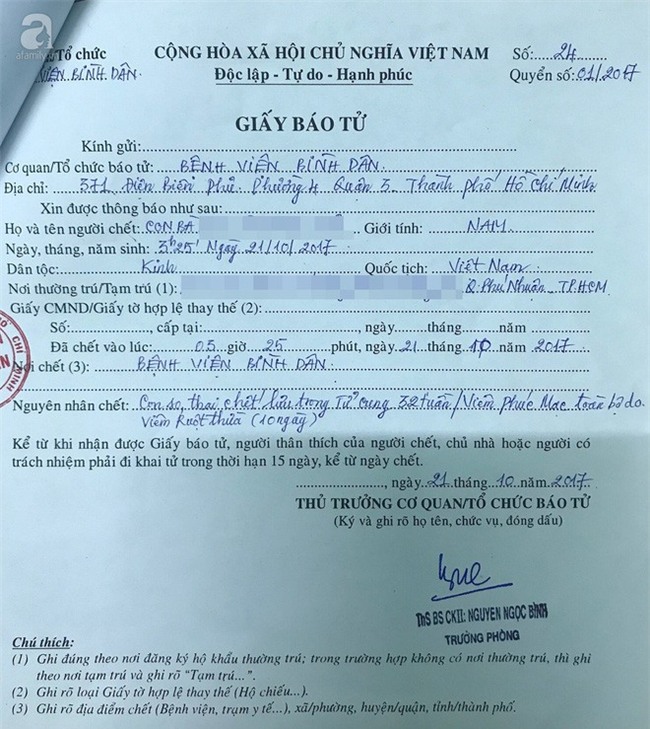 a
afamily
/Tổ chức
VIỆN BÌNH DÂN.
CỘNG HÒA XÃ HỘI CHỦ NGHĨA VIỆT NAM
Độc lập - Tự do - Hạnh phúc
Số: 24
Quyển số: 01/2017
GIẤY BÁO TỬ
Kính gửi:
Cơ quan/Tổ chức báo tử: BỆNH VIỆN BÌNH DÂN
Địa chỉ: 371 Điện Biên Phủ Phường 4 Quận 3 Thành phố Hồ Chí Minh
Xin được thông báo như sau:
Họ và tên người chết: CON BÀ Giới tính: NAM
Ngày, tháng, năm sinh: 3h25' Ngày 21/10/2017
Dân tộc: Kinh Quốc tịch: Việt Nam
Nơi thường trú/Tạm trú (1): Q. Phú Nhuận TP.HCM
Giấy CMND/Giấy tờ hợp lệ thay thế (2):
Số:, cấp tại:, ngày tháng năm
Đã chết vào lúc: 05 giờ 25 phút, ngày 21 tháng 10 năm 2017
Nơi chết (3): BỆNH VIỆN BÌNH DÂN
Nguyên nhân chết: Con so, thai chết lưu trong Tử cung 32 tuần / Viêm Phúc Mạc toàn bộ do
Viêm Ruột thừa (10 ngày)
Kể từ khi nhận được Giấy báo tử, người thân thích của người chết, chủ nhà hoặc người có
trách nhiệm phải đi khai tử trong thời hạn 15 ngày, kể từ ngày chết.
, ngày 21 tháng 10 năm 2017
THỦ TRƯỞNG CƠ QUAN/TỔ CHỨC BÁO TỬ
(Ký và ghi rõ họ tên, chức vụ, đóng dấu)
ThS BS CKII: NGUYEN NGỌC BÌNH
TRƯỞNG PHÒNG
Chú thích:
(1) Ghi đúng theo nơi đăng ký hộ khẩu thường trú; trong trường hợp không có nơi thường trú, thì ghi
theo nơi tạm trú và ghi rõ "Tạm trú...".
(2) Ghi rõ loại Giấy tờ hợp lệ thay thế (Hộ chiếu...).
(3) Ghi rõ địa điểm chết (Bệnh viện, trạm y tế...), xã/phường, huyện/quận, tỉnh/thành phố.